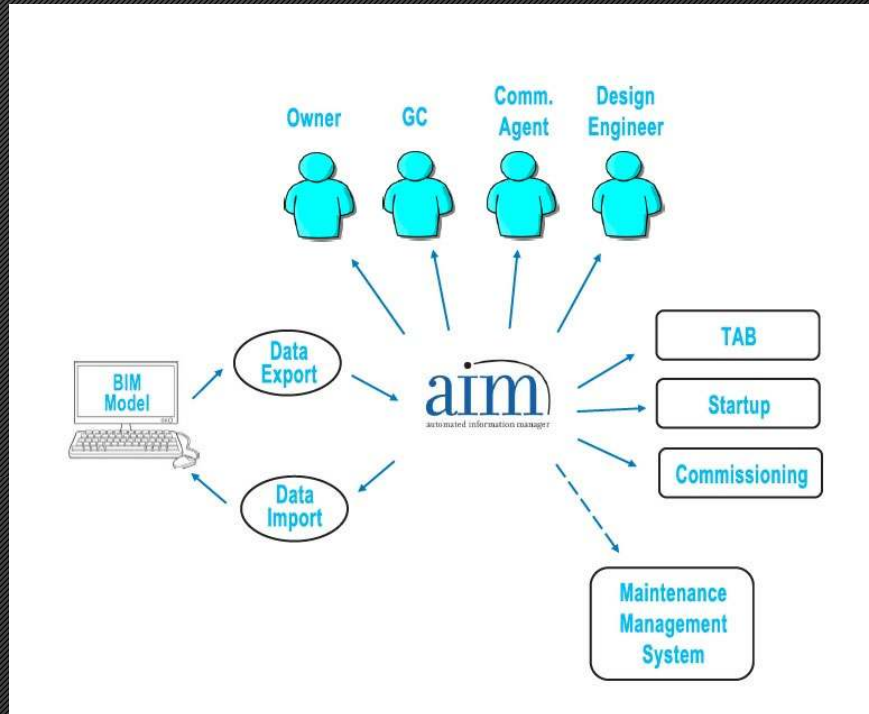 Owner
GC
Comm.
Agent
Design
Engineer
BIM
Model
Data
Export
aim
automated information manager
TAB
Startup
Commissioning
Data
Import
Maintenance
Management
System